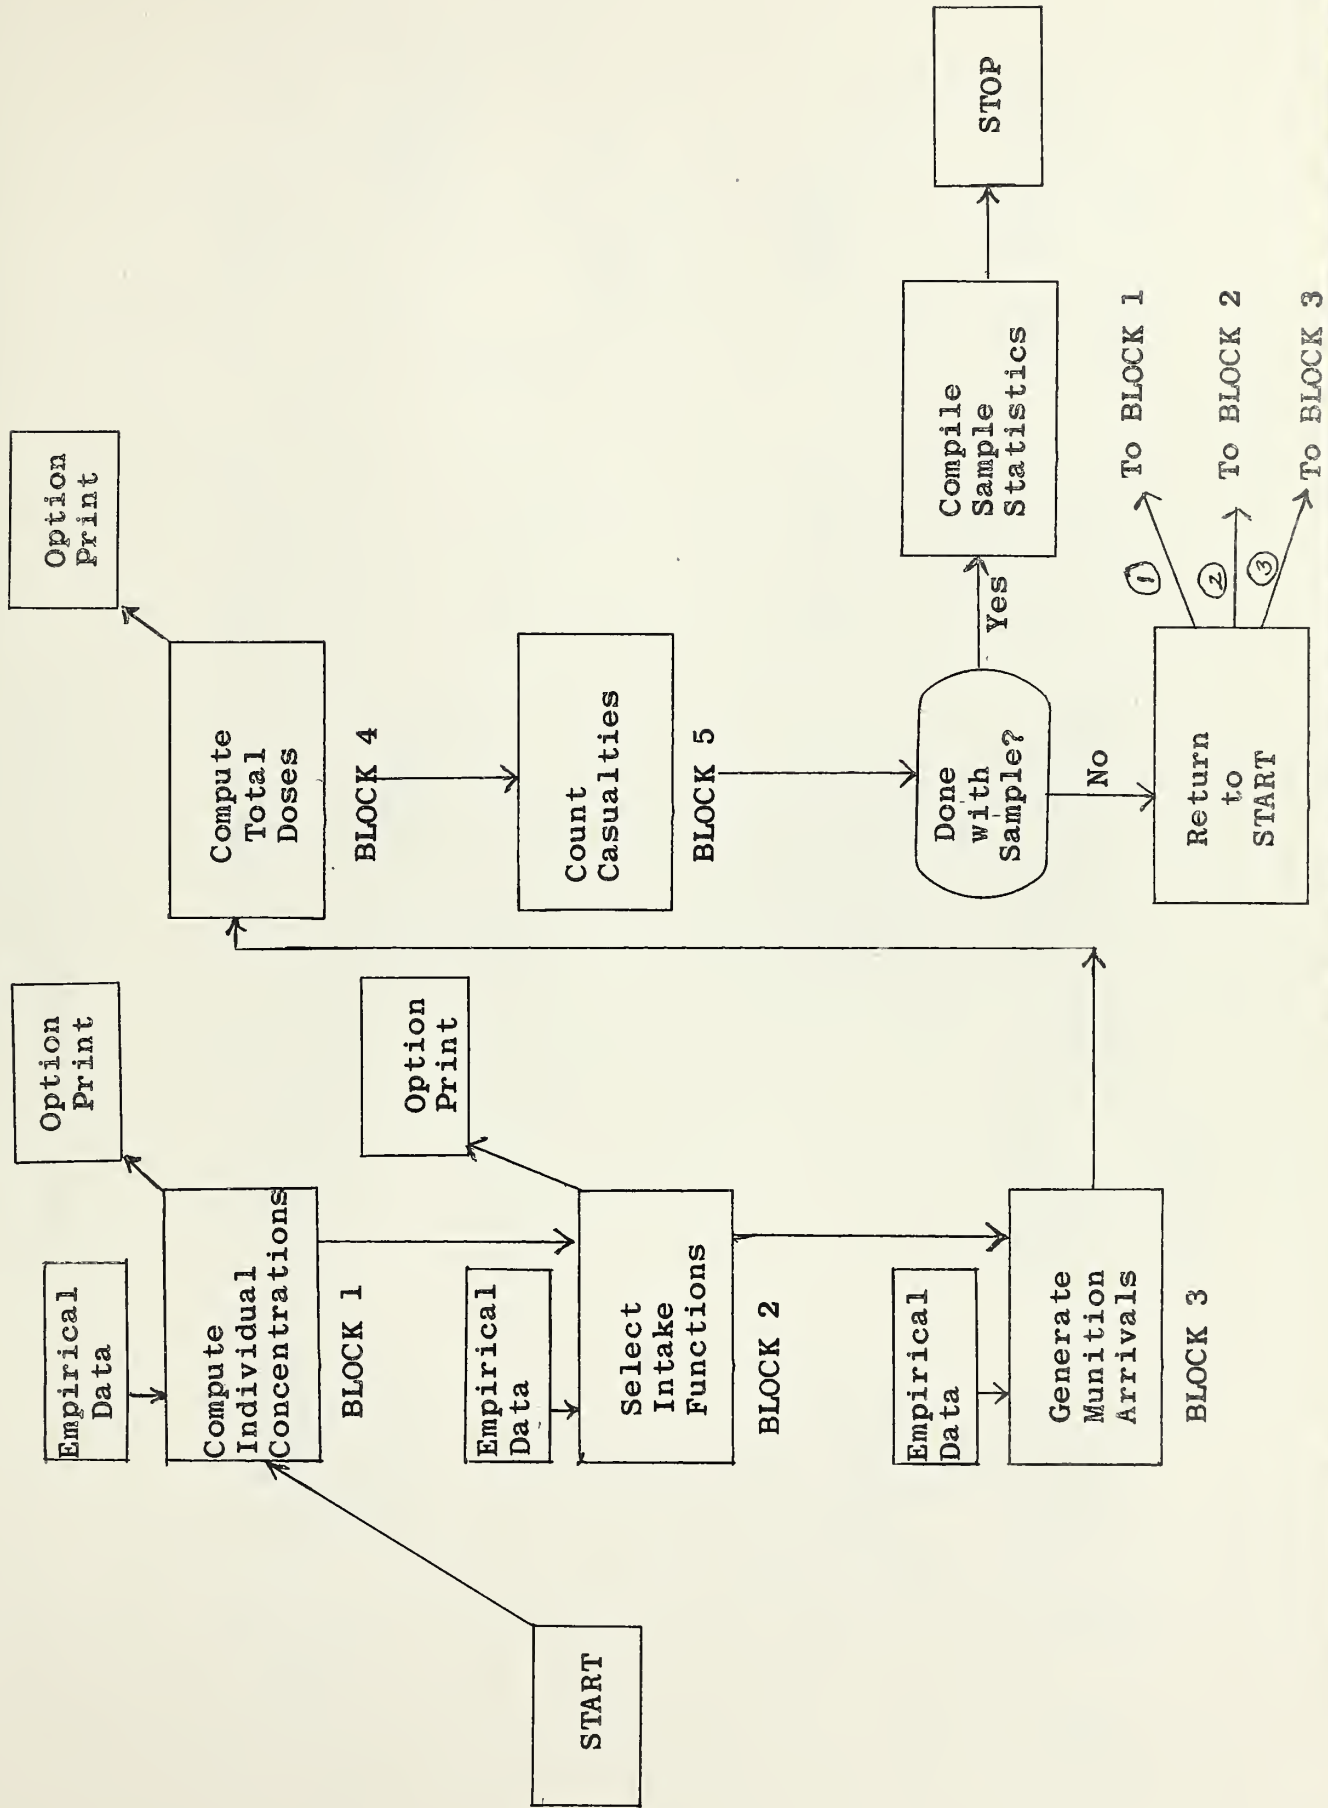 START
Empirical
Data
Compute
Individual
Concentrations
BLOCK 1
Option
Print
Empirical
Data
Select
Intake
Functions
BLOCK 2
Option
Print
Empirical
Data
Generate
Munition
Arrivals
BLOCK 3
Compute
Total
Doses
BLOCK 4
Option
Print
Count
Casualties
BLOCK 5
Done
with
Sample?
Yes
No
Compile
Sample
Statistics
STOP
Return
to
START
1 To BLOCK 1
2 To BLOCK 2
3 To BLOCK 3